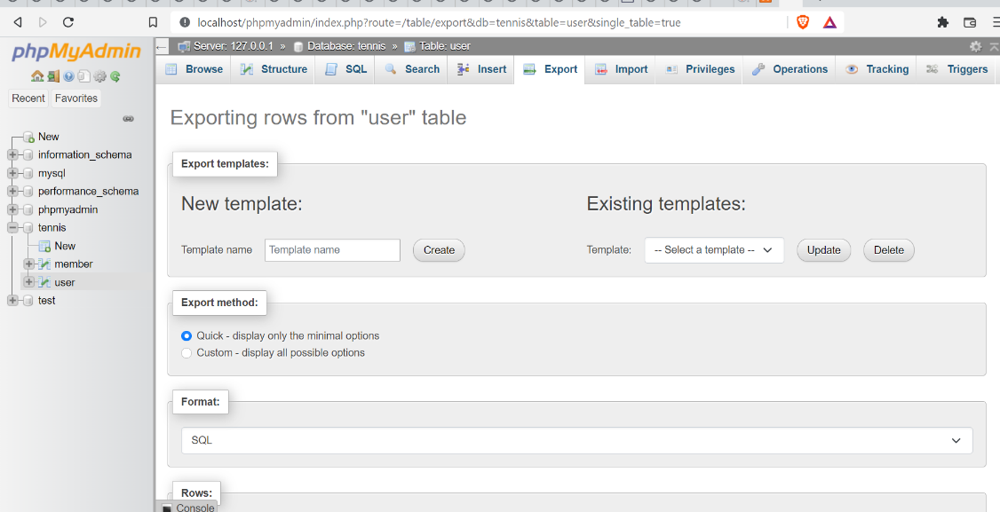 localhost/phpmyadmin/index.php?route=/table/export&db=tennis&table=user&single_table=true
phpMyAdmin
Recent Favorites
New
information_schema
mysql
performance_schema
phpmyadmin
tennis
New
member
user
test
Server: 127.0.0.1 » Database: tennis » Table: user
Browse Structure SQL Search Insert Export Import Privileges Operations Tracking Triggers
Exporting rows from "user" table
Export templates:
New template:
Template name Template name Create
Existing templates:
Template: -- Select a template -- Update Delete
Export method:
Quick - display only the minimal options
Custom - display all possible options
Format:
SQL
Rows:
Console